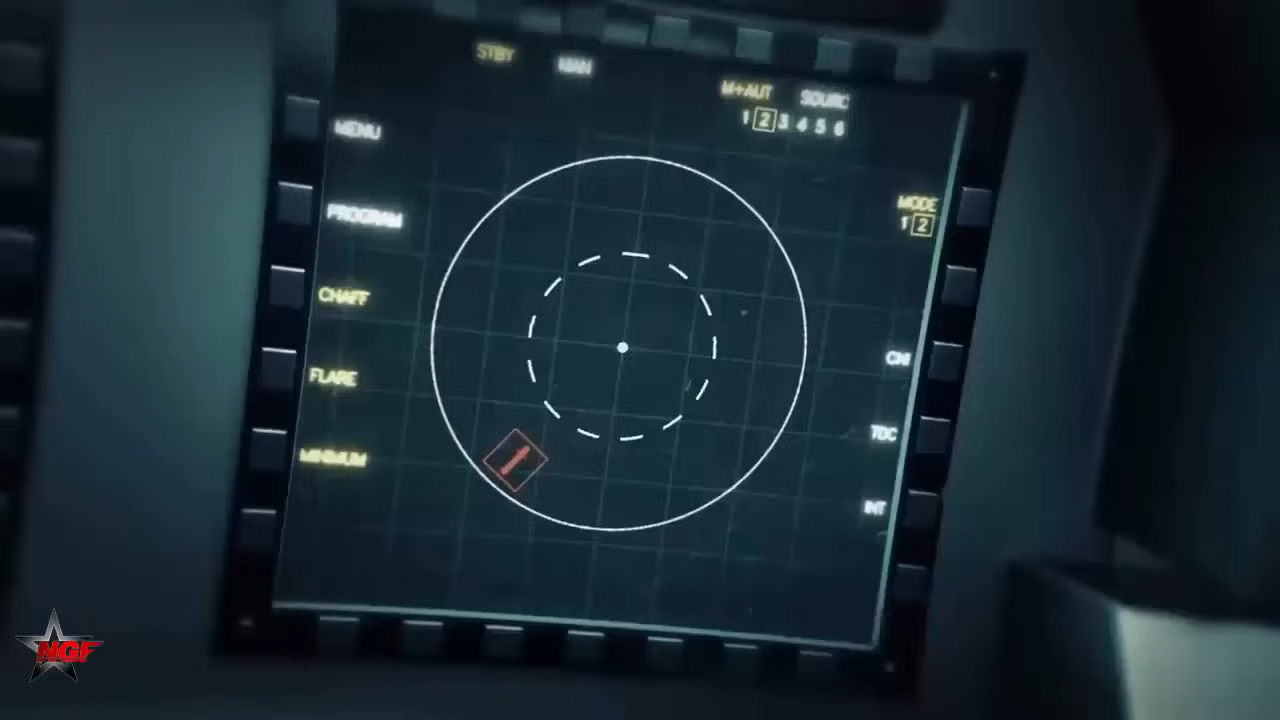 STBY MAN
M+AUT SOURC
1 2 3 4 5 6
MENU
PROGRAM
MODE
1 2
CHAFF
CNI
FLARE
TDC
MINIMUM
INT
NGF